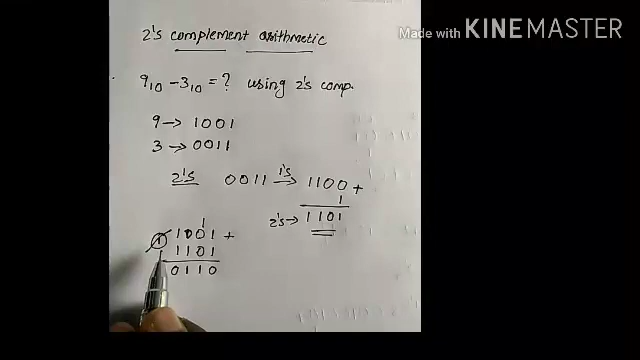 Made with KINEMASTER
2's complement arithmetic
9₁₀ - 3₁₀ = ? using 2's comp.
9 → 1001
3 → 0011
2's 0011 1's→ 1100 +
1
2's → 1101
1
1 1001 +
1101
0110